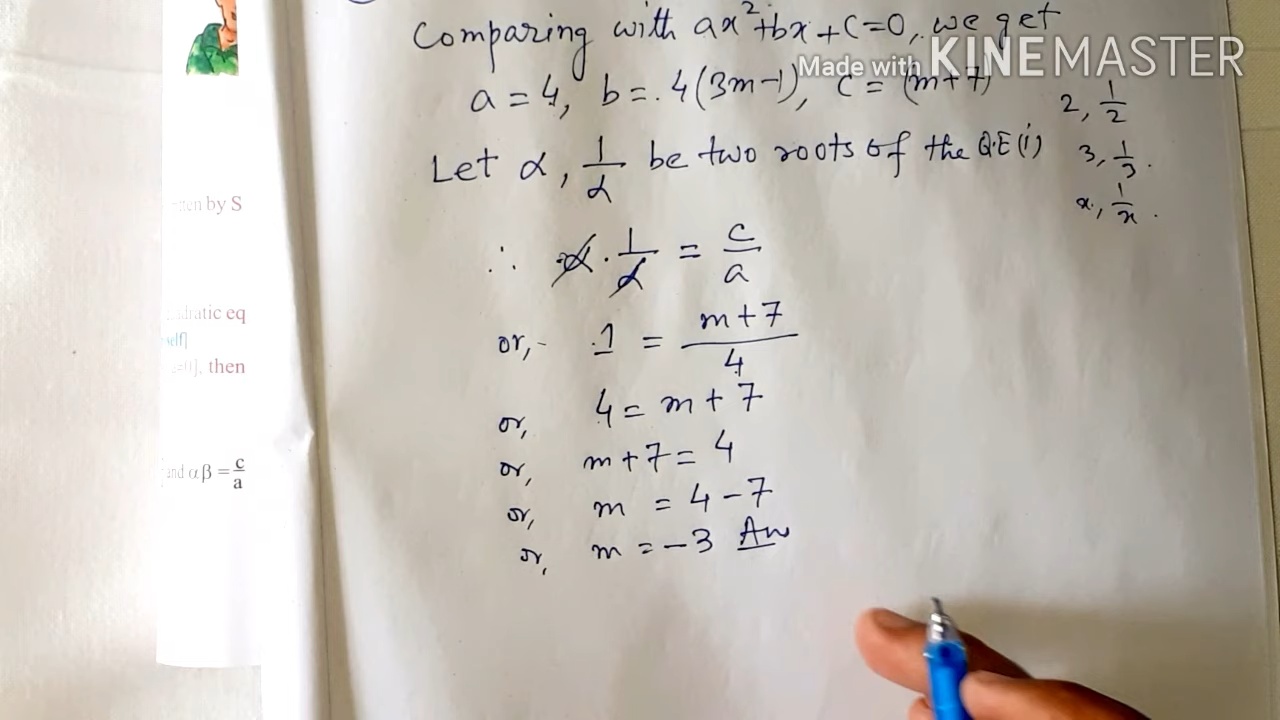 Comparing with ax²+bx+c=0, we get
Made with KINEMASTER
a = 4, b = 4(3m-1), c = (m+7)
2, 1/2
Let α, 1/α be two roots of the Q.E(i)
3, 1/3.
x, 1/x.
∴ α · 1/α = c/a
or, 1 = m+7/4
or, 4 = m + 7
or, m+7 = 4
or, m = 4 - 7
or, m = -3 Ans
by S
eq
self]
then
and αβ = c/a